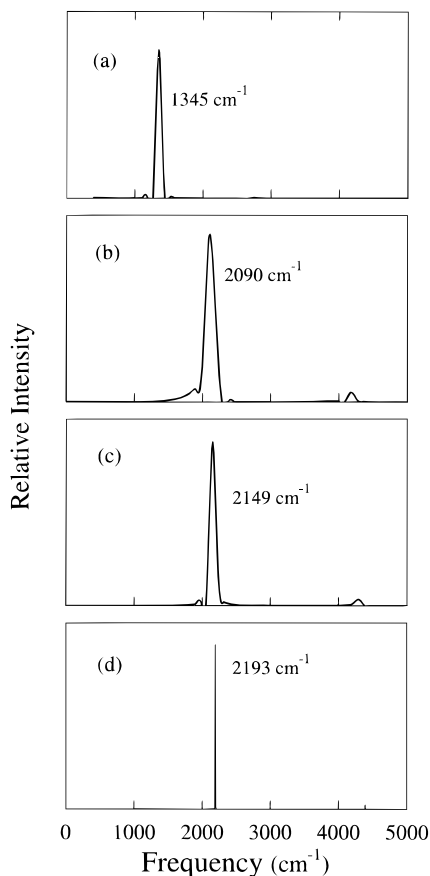 (a)
1345 cm⁻¹
(b)
2090 cm⁻¹
Relative Intensity
(c)
2149 cm⁻¹
(d)
2193 cm⁻¹
0 1000 2000 3000 4000 5000
Frequency (cm⁻¹)